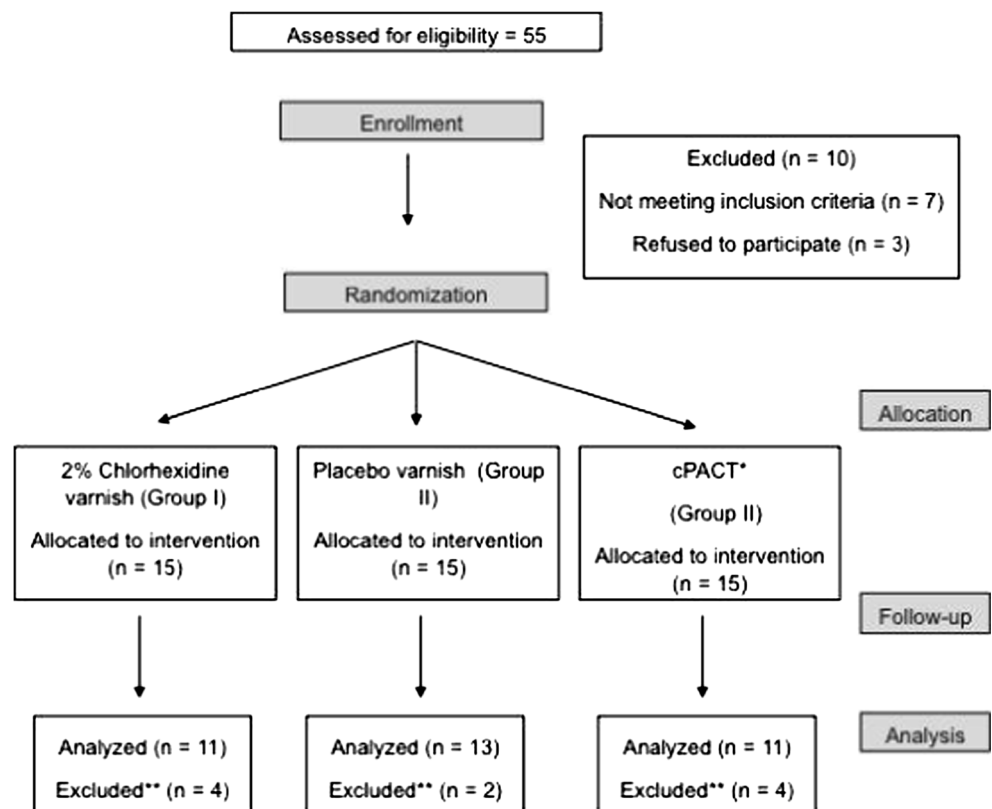 Assessed for eligibility = 55
Enrollment
Excluded (n = 10)
Not meeting inclusion criteria (n = 7)
Refused to participate (n = 3)
Randomization
Allocation
2% Chlorhexidine
varnish (Group I)
Allocated to intervention
(n = 15)
Placebo varnish (Group
II)
Allocated to intervention
(n = 15)
cPACT*
(Group II)
Allocated to intervention
(n = 15)
Follow-up
Analyzed (n = 11)
Excluded** (n = 4)
Analyzed (n = 13)
Excluded** (n = 2)
Analyzed (n = 11)
Excluded** (n = 4)
Analysis